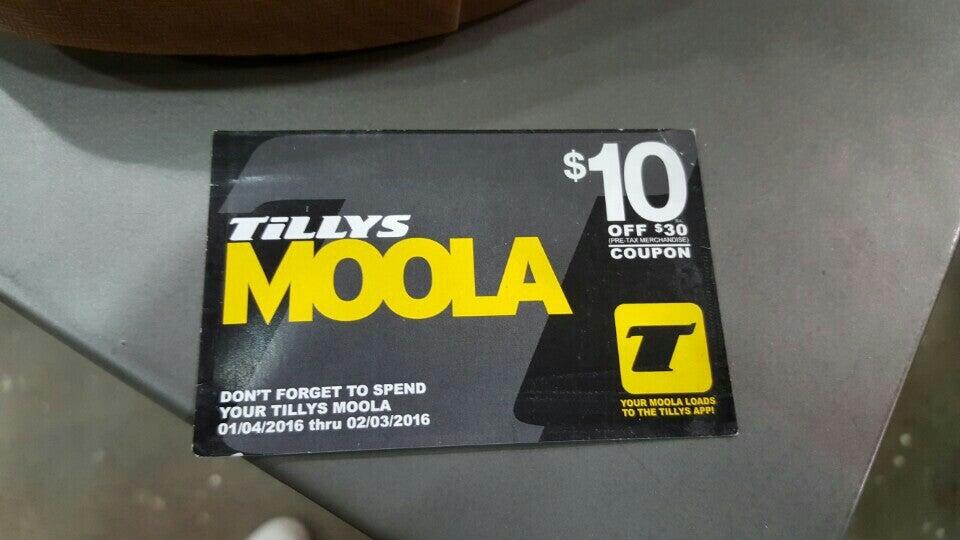 $10
OFF $30
(PRE-TAX MERCHANDISE)
COUPON
TiLLYS
MOOLA
T
DON'T FORGET TO SPEND
YOUR TILLYS MOOLA
01/04/2016 thru 02/03/2016
YOUR MOOLA LOADS
TO THE TILLYS APP!